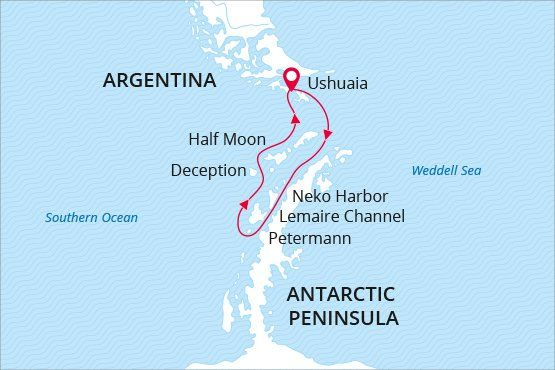 ARGENTINA
Ushuaia
Half Moon
Deception
Weddell Sea
Neko Harbor
Southern Ocean
Lemaire Channel
Petermann
ANTARCTIC
PENINSULA